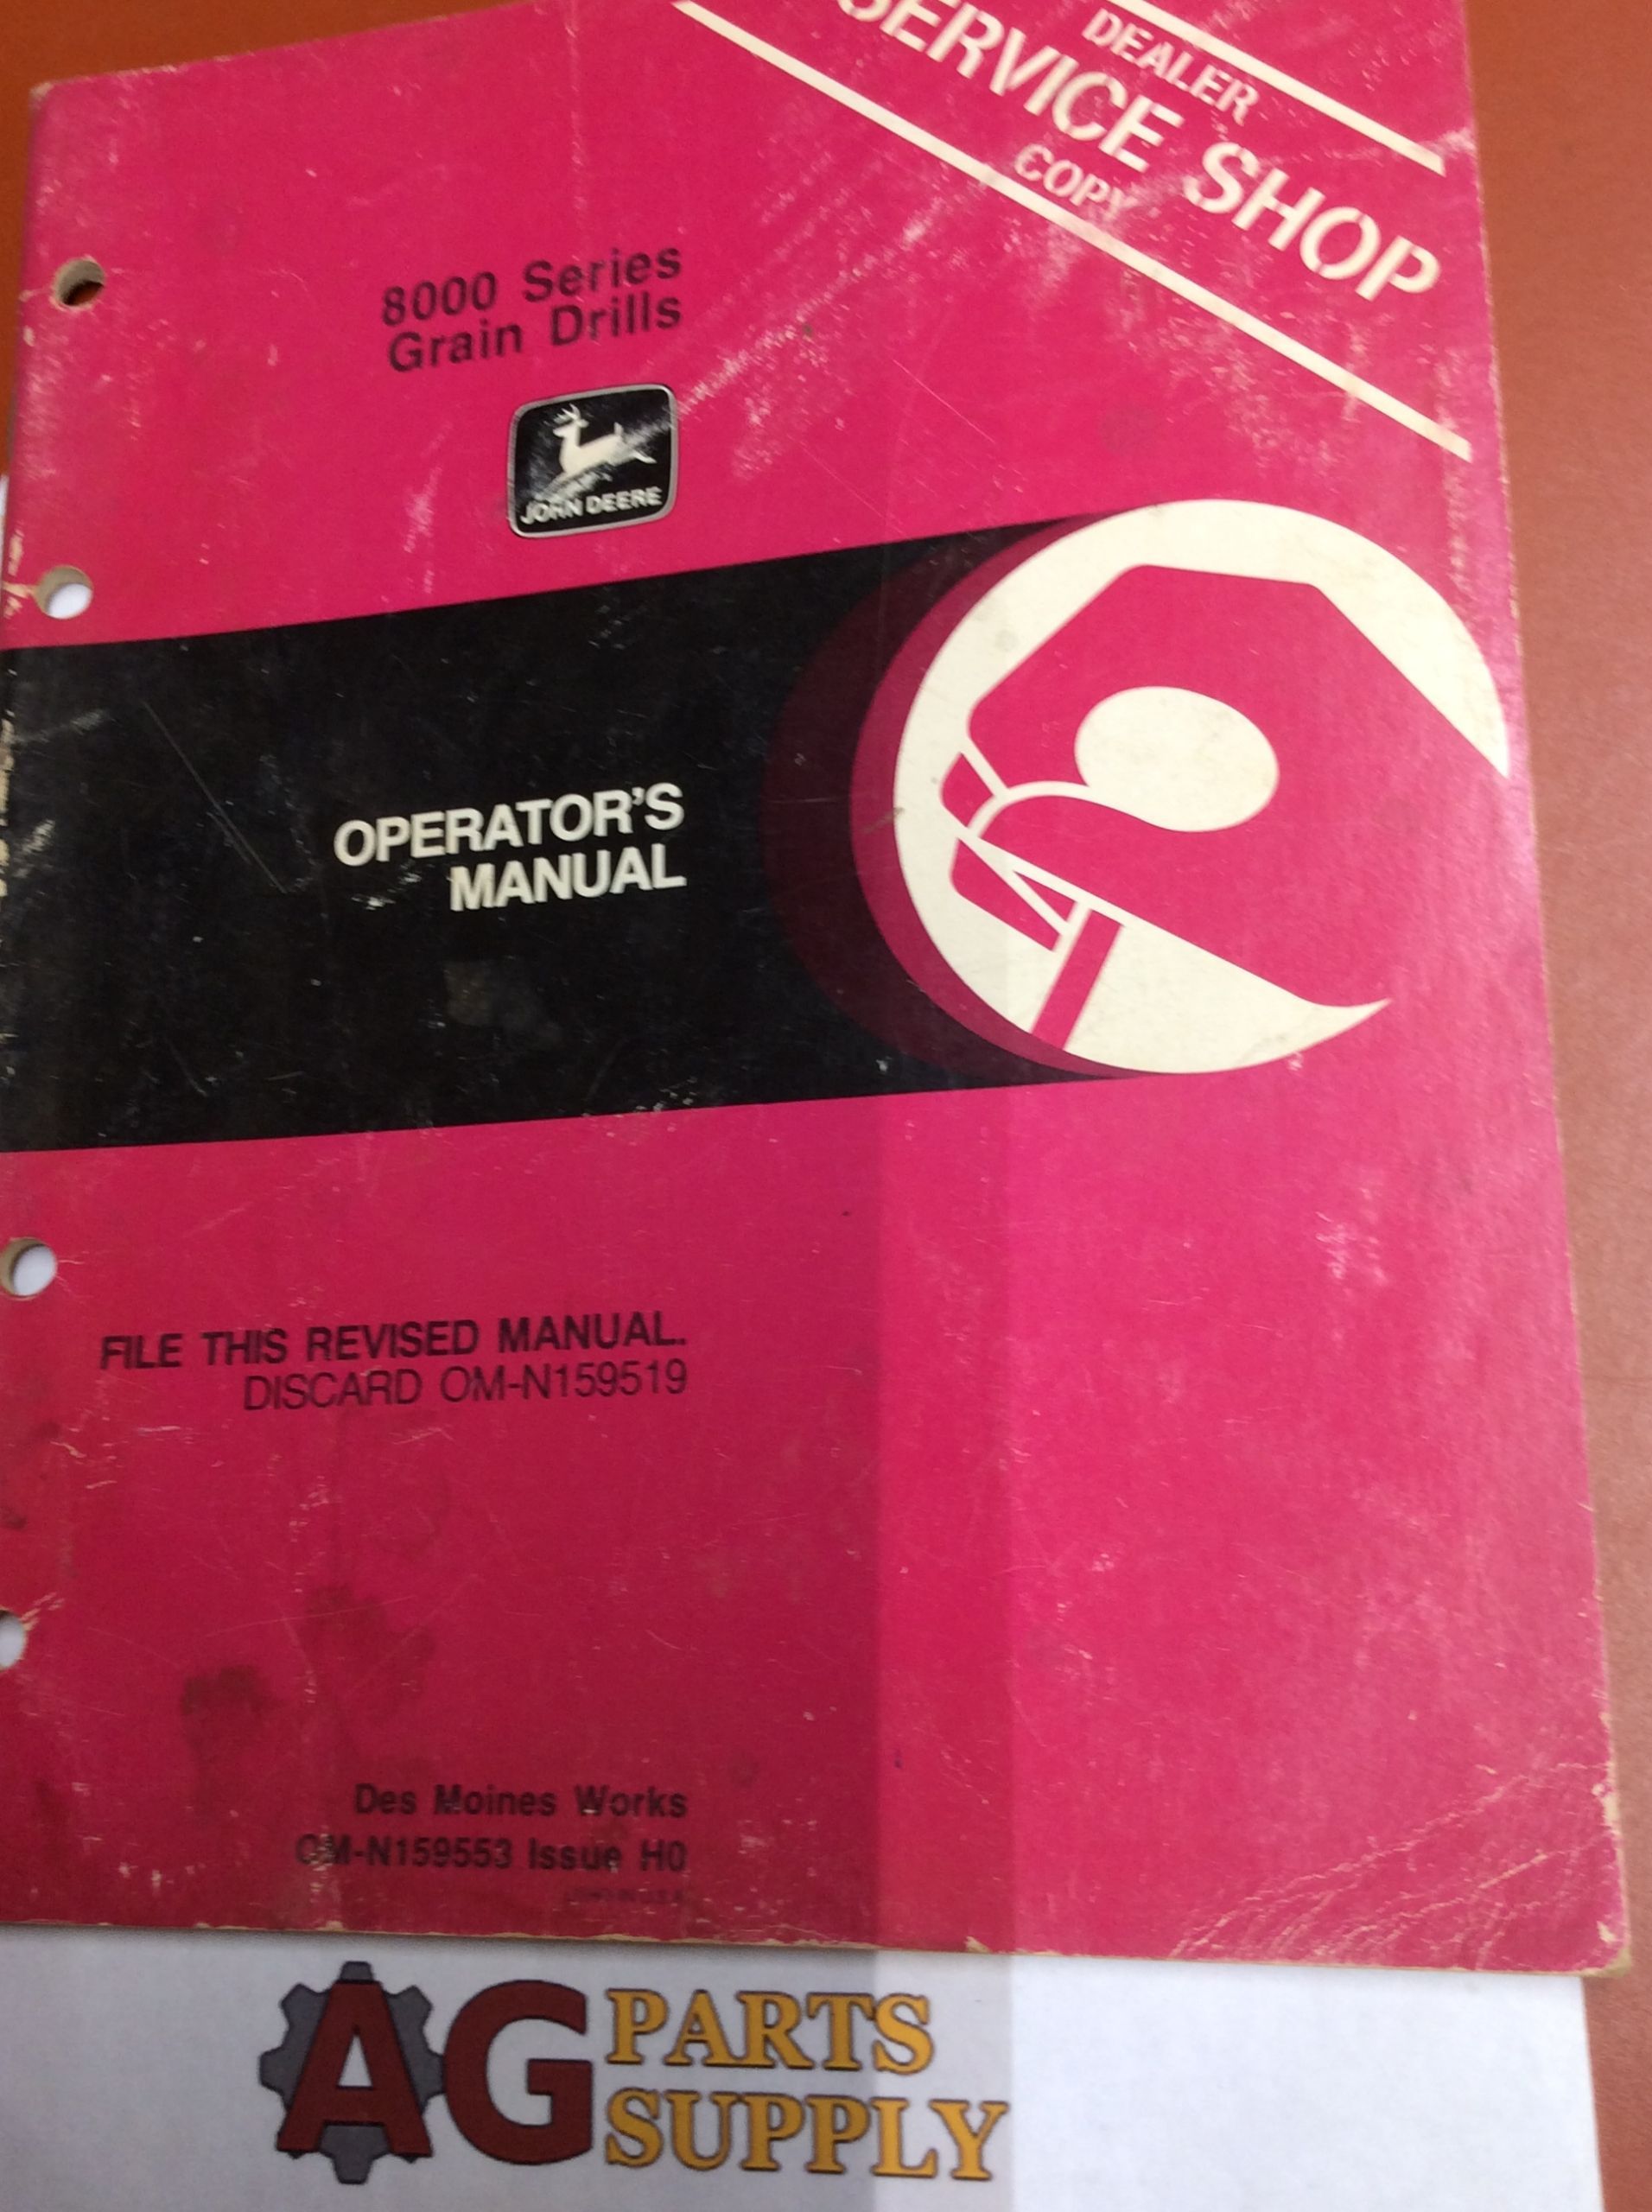 DEALER
SERVICE SHOP
COPY
8000 Series
Grain Drills
JOHN DEERE
OPERATOR'S
MANUAL
FILE THIS REVISED MANUAL.
DISCARD OM-N159519
Des Moines Works
OM-N159553 Issue H0
AG PARTS
SUPPLY